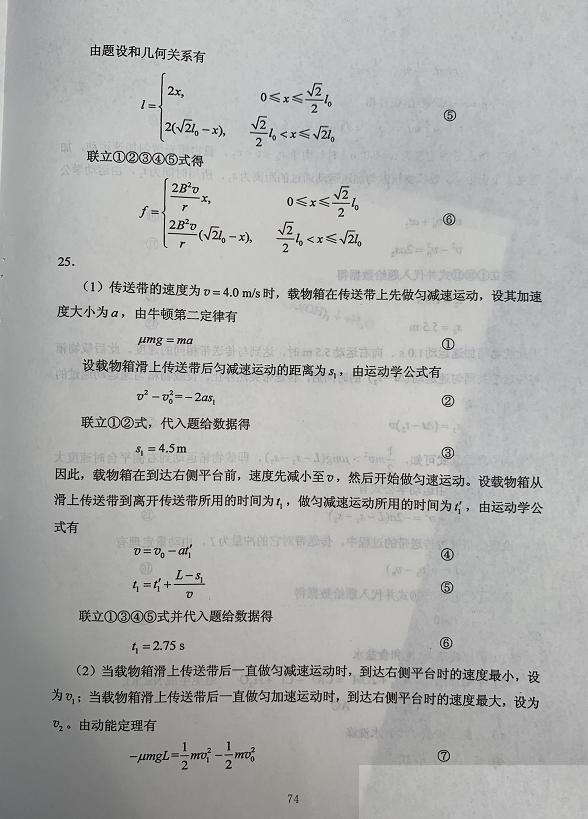 由题设和几何关系有
l = { 2x, 0 ≤ x ≤ √2/2 l₀
2(√2l₀ − x), √2/2 l₀ < x ≤ √2l₀ ⑤
联立①②③④⑤式得
f = { 2B²v/r x, 0 ≤ x ≤ √2/2 l₀
2B²v/r (√2l₀ − x), √2/2 l₀ < x ≤ √2l₀ ⑥
25.
（1）传送带的速度为 v = 4.0 m/s 时，载物箱在传送带上先做匀减速运动，设其加速
度大小为 a，由牛顿第二定律有
μmg = ma ①
设载物箱滑上传送带后匀减速运动的距离为 s₁，由运动学公式有
v² − v₀² = −2as₁ ②
联立①②式，代入题给数据得
s₁ = 4.5 m ③
因此，载物箱在到达右侧平台前，速度先减小至 v，然后开始做匀速运动。设载物箱从
滑上传送带到离开传送带所用的时间为 t₁，做匀减速运动所用的时间为 t₁′，由运动学公
式有
v = v₀ − at₁′ ④
t₁ = t₁′ + (L − s₁)/v ⑤
联立①③④⑤式并代入题给数据得
t₁ = 2.75 s ⑥
（2）当载物箱滑上传送带后一直做匀减速运动时，到达右侧平台时的速度最小，设
为 v₁；当载物箱滑上传送带后一直做匀加速运动时，到达右侧平台时的速度最大，设为
v₂。由动能定理有
−μmgL = 1/2 mv₁² − 1/2 mv₀² ⑦
74